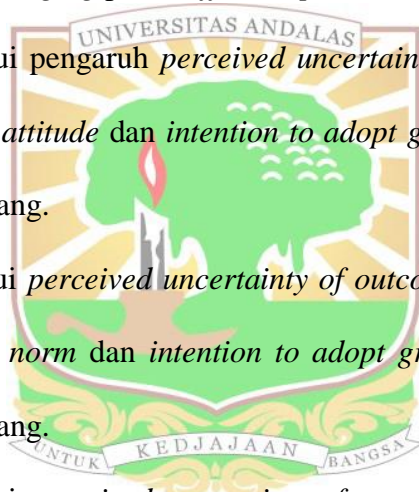 UNIVERSITAS ANDALAS
ui pengaruh perceived uncertain
attitude dan intention to adopt g
ang.
ui perceived uncertainty of outco
norm dan intention to adopt gr
ang.
UNTUK KEDJAJAAN BANGSA